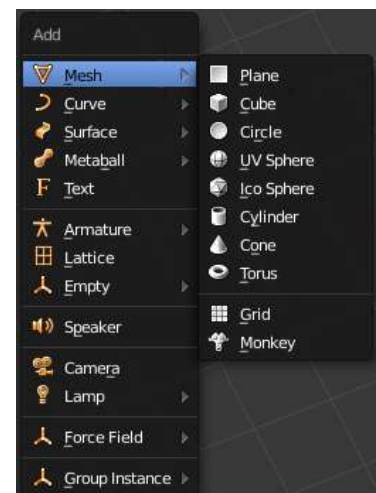 Add
Mesh
Curve
Surface
Metaball
Text
Armature
Lattice
Empty
Speaker
Camera
Lamp
Force Field
Group Instance
Plane
Cube
Circle
UV Sphere
Ico Sphere
Cylinder
Cone
Torus
Grid
Monkey